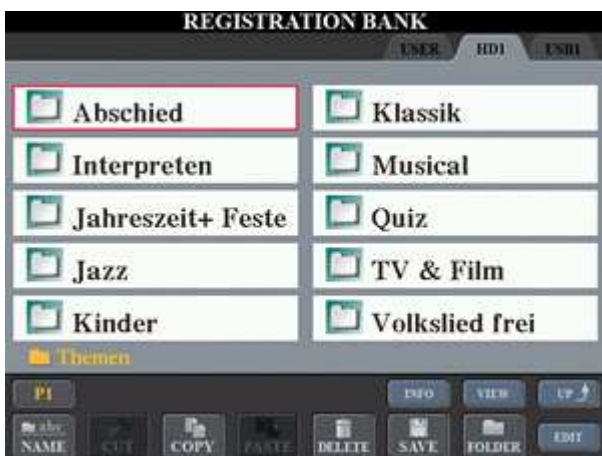 REGISTRATION BANK
USER HD1 USB1
Abschied
Klassik
Interpreten
Musical
Jahreszeit+ Feste
Quiz
Jazz
TV & Film
Kinder
Volkslied frei
Themen
P1 INFO VIEW UP
abc
NAME CUT COPY PASTE DELETE SAVE FOLDER EDIT